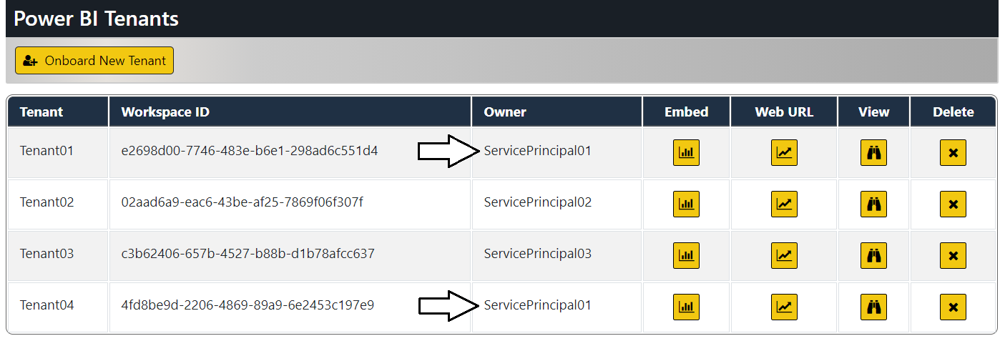 Power BI Tenants
Onboard New Tenant
Tenant Workspace ID Owner Embed Web URL View Delete
Tenant01 e2698d00-7746-483e-b6e1-298ad6c551d4 ServicePrincipal01
Tenant02 02aad6a9-eac6-43be-af25-7869f06f307f ServicePrincipal02
Tenant03 c3b62406-657b-4527-b88b-d1b78afcc637 ServicePrincipal03
Tenant04 4fd8be9d-2206-4869-89a9-6e2453c197e9 ServicePrincipal01